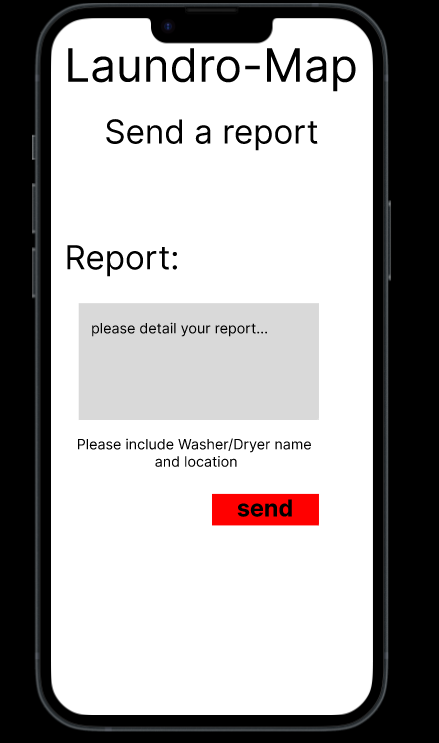 Laundro-Map
Send a report
Report:
please detail your report...
Please include Washer/Dryer name
and location
send